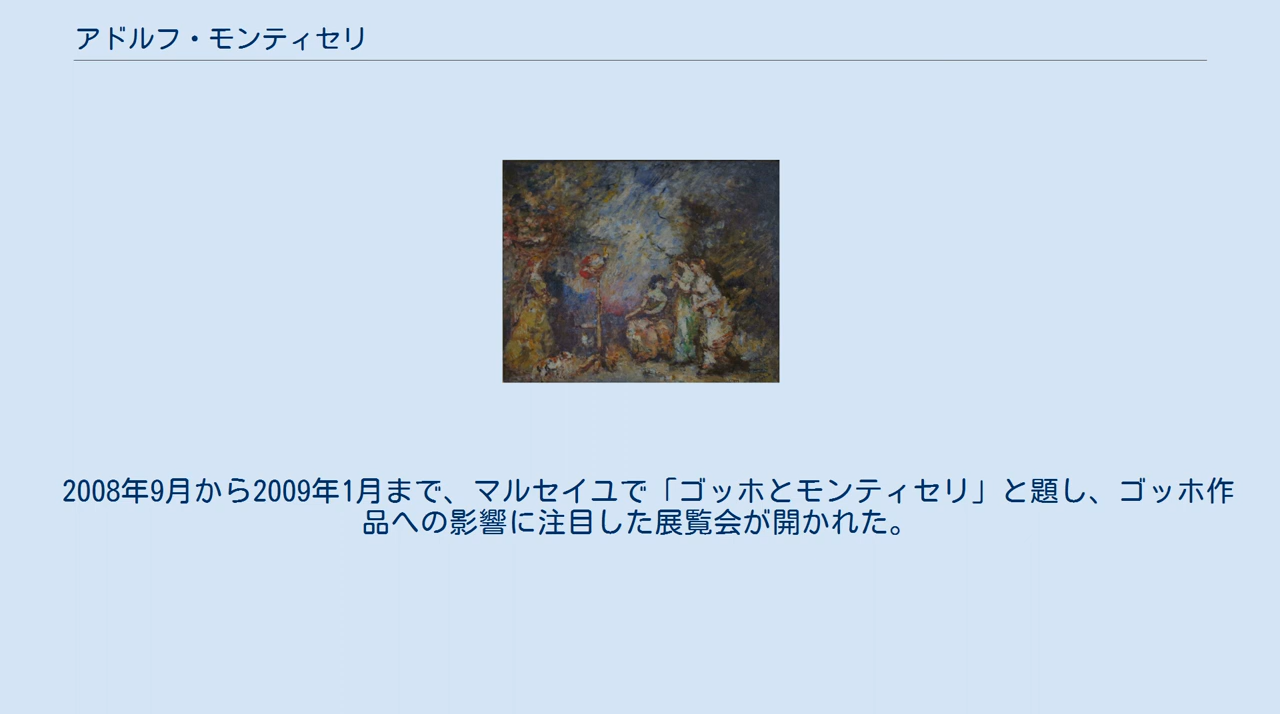 アドルフ・モンティセリ
2008年9月から2009年1月まで、マルセイユで「ゴッホとモンティセリ」と題し、ゴッホ作
品への影響に注目した展覧会が開かれた。